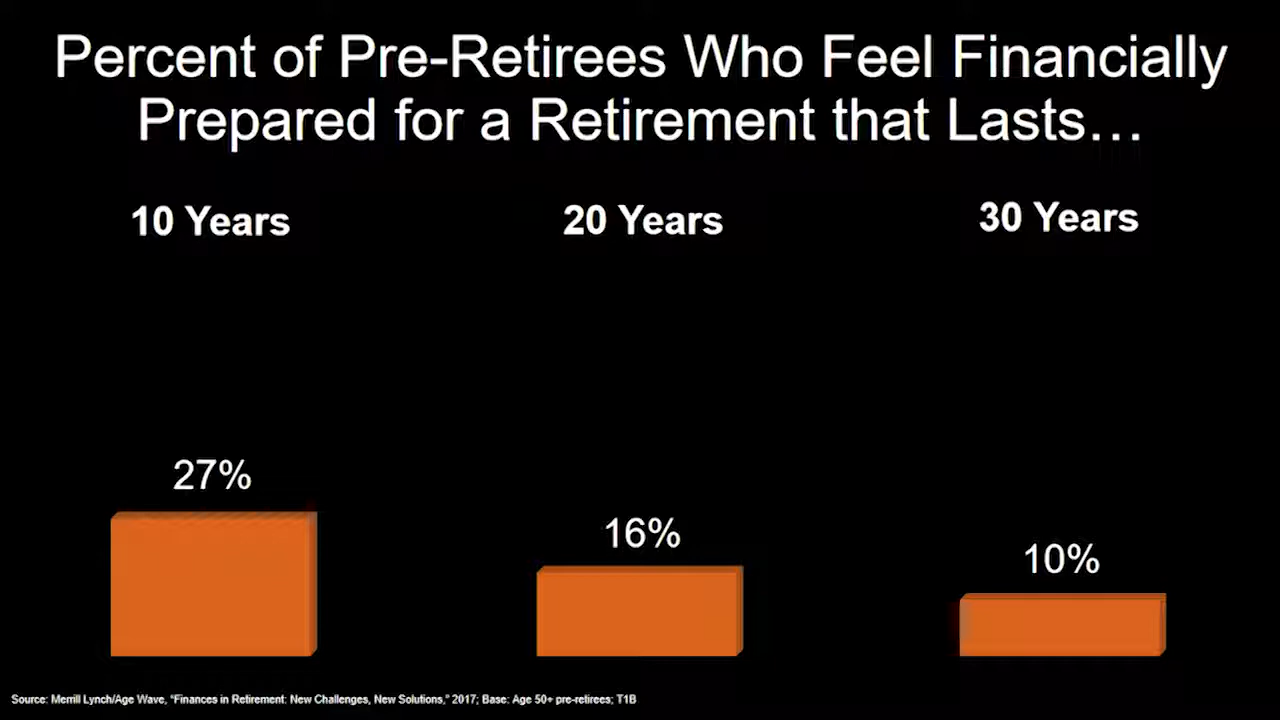 Percent of Pre-Retirees Who Feel Financially
Prepared for a Retirement that Lasts…
10 Years
20 Years
30 Years
27%
16%
10%
Source: Merrill Lynch/Age Wave, "Finances in Retirement: New Challenges, New Solutions," 2017; Base: Age 50+ pre-retirees; T1B